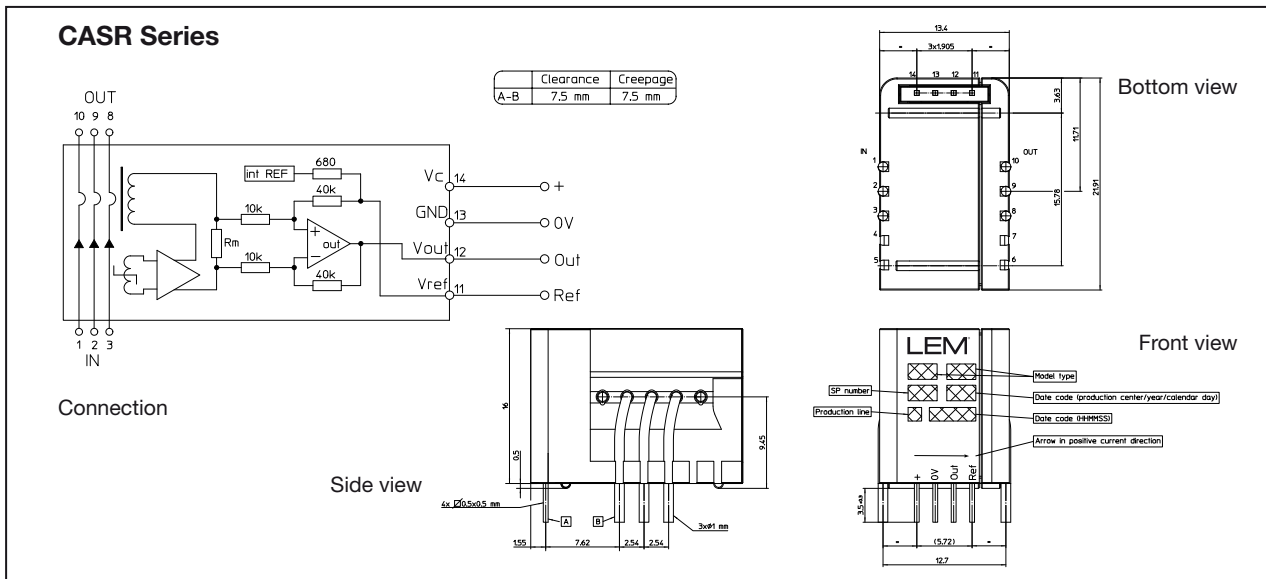 CASR Series
Clearance Creepage
A-B 7.5 mm 7.5 mm
OUT
10 9 8
int REF
680
40k
10k
Rm
10k
+
out
−
40k
Vc
14
+
GND
13
0V
Vout
12
Out
Vref
11
Ref
1 2 3
IN
Connection
13.4
- 3x1.905 -
14 13 12 11
Bottom view
IN
OUT
1
2
3
4
5
10
9
8
7
6
3.63
11.71
15.78
21.91
Side view
16
0.5
9.45
4x 0.5x0.5 mm
A
B
3xø1 mm
1.55
7.62
2.54
2.54
Front view
LEM
Model type
SP number
Date code (production center/year/calendar day)
Production line
Date code (HHMMSS)
Arrow in positive current direction
+ 0V Out Ref
- (5.72) -
12.7